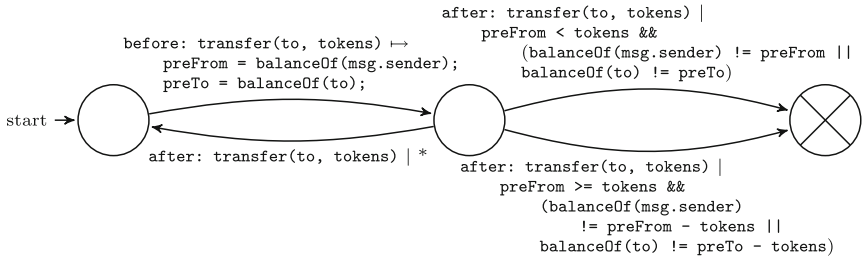 after: transfer(to, tokens) |
preFrom < tokens &&
(balanceOf(msg.sender) != preFrom ||
balanceOf(to) != preTo)
before: transfer(to, tokens) ↦
preFrom = balanceOf(msg.sender);
preTo = balanceOf(to);
start
after: transfer(to, tokens) | *
after: transfer(to, tokens) |
preFrom >= tokens &&
(balanceOf(msg.sender)
!= preFrom - tokens ||
balanceOf(to) != preTo - tokens)